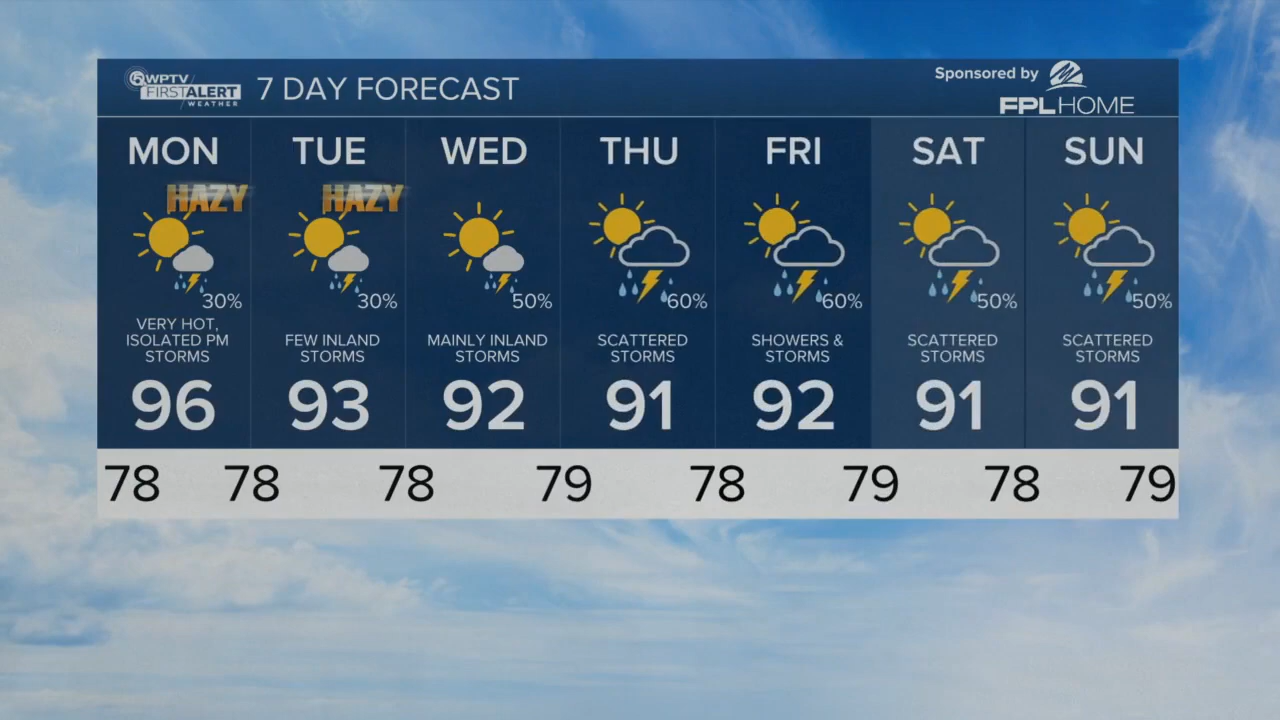 5 WPTV
FIRST ALERT
WEATHER
7 DAY FORECAST
Sponsored by
FPL HOME
MON
TUE
WED
THU
FRI
SAT
SUN
HAZY
HAZY
30%
30%
50%
60%
60%
50%
50%
VERY HOT,
ISOLATED PM
STORMS
FEW INLAND
STORMS
MAINLY INLAND
STORMS
SCATTERED
STORMS
SHOWERS &
STORMS
SCATTERED
STORMS
SCATTERED
STORMS
96
93
92
91
92
91
91
78
78
78
79
78
79
78
79